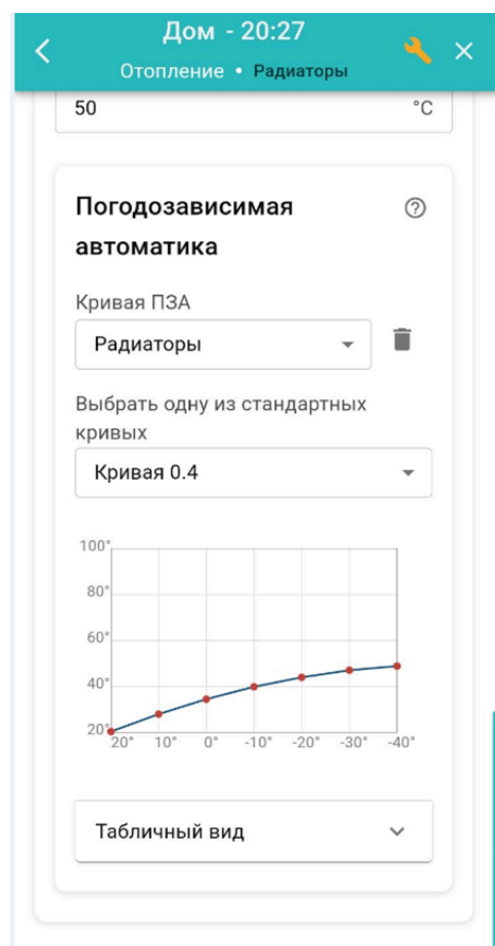 Дом - 20:27
Отопление • Радиаторы
50 °C
Погодозависимая
автоматика
Кривая ПЗА
Радиаторы
Выбрать одну из стандартных
кривых
Кривая 0.4
100°
80°
60°
40°
20°
20° 10° 0° -10° -20° -30° -40°
Табличный вид